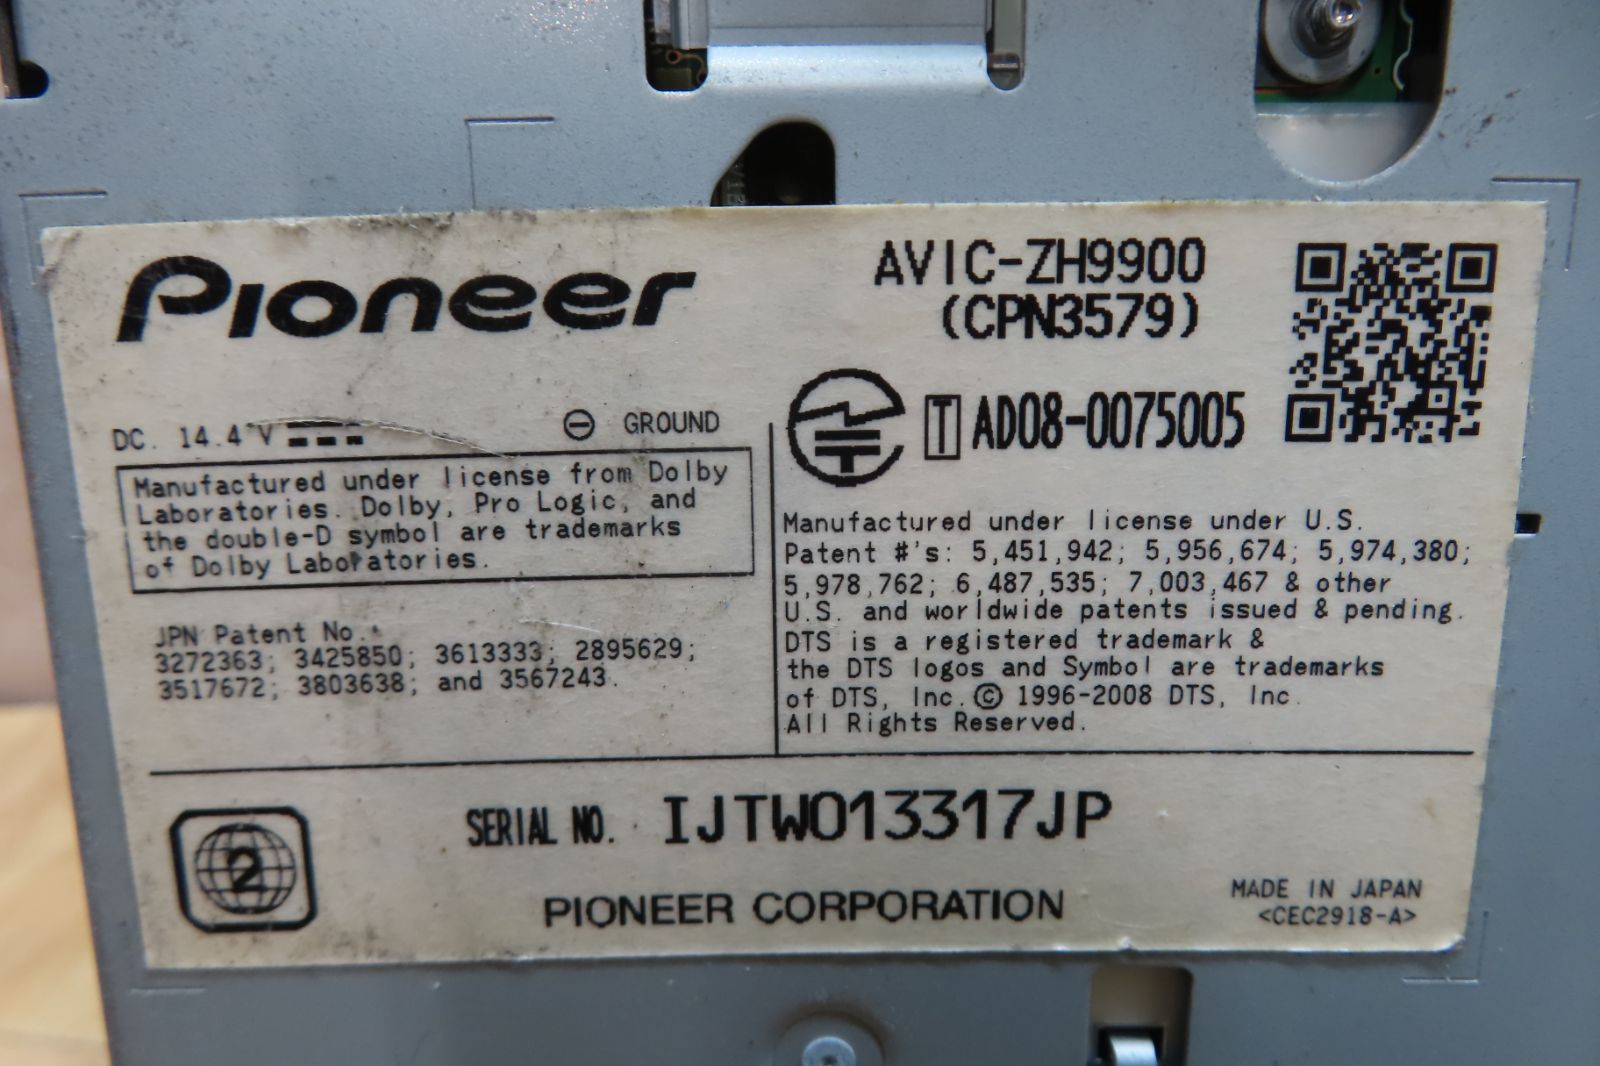 Pioneer
AVIC-ZH9900
(CPN3579)
DC. 14.4 V
GROUND
T AD08-0075005
Manufactured under license from Dolby
Laboratories. Dolby, Pro Logic, and
the double-D symbol are trademarks
of Dolby Laboratories.
JPN Patent No.
3272363; 3425850; 3613333; 2895629;
3517672; 3803638; and 3567243.
Manufactured under license under U.S.
Patent #'s: 5,451,942; 5,956,674; 5,974,380;
5,978,762; 6,487,535; 7,003,467 & other
U.S. and worldwide patents issued & pending.
DTS is a registered trademark &
the DTS logos and Symbol are trademarks
of DTS, Inc. © 1996-2008 DTS, Inc.
All Rights Reserved.
2
SERIAL NO. IJTW013317JP
PIONEER CORPORATION
MADE IN JAPAN
<CEC2918-A>